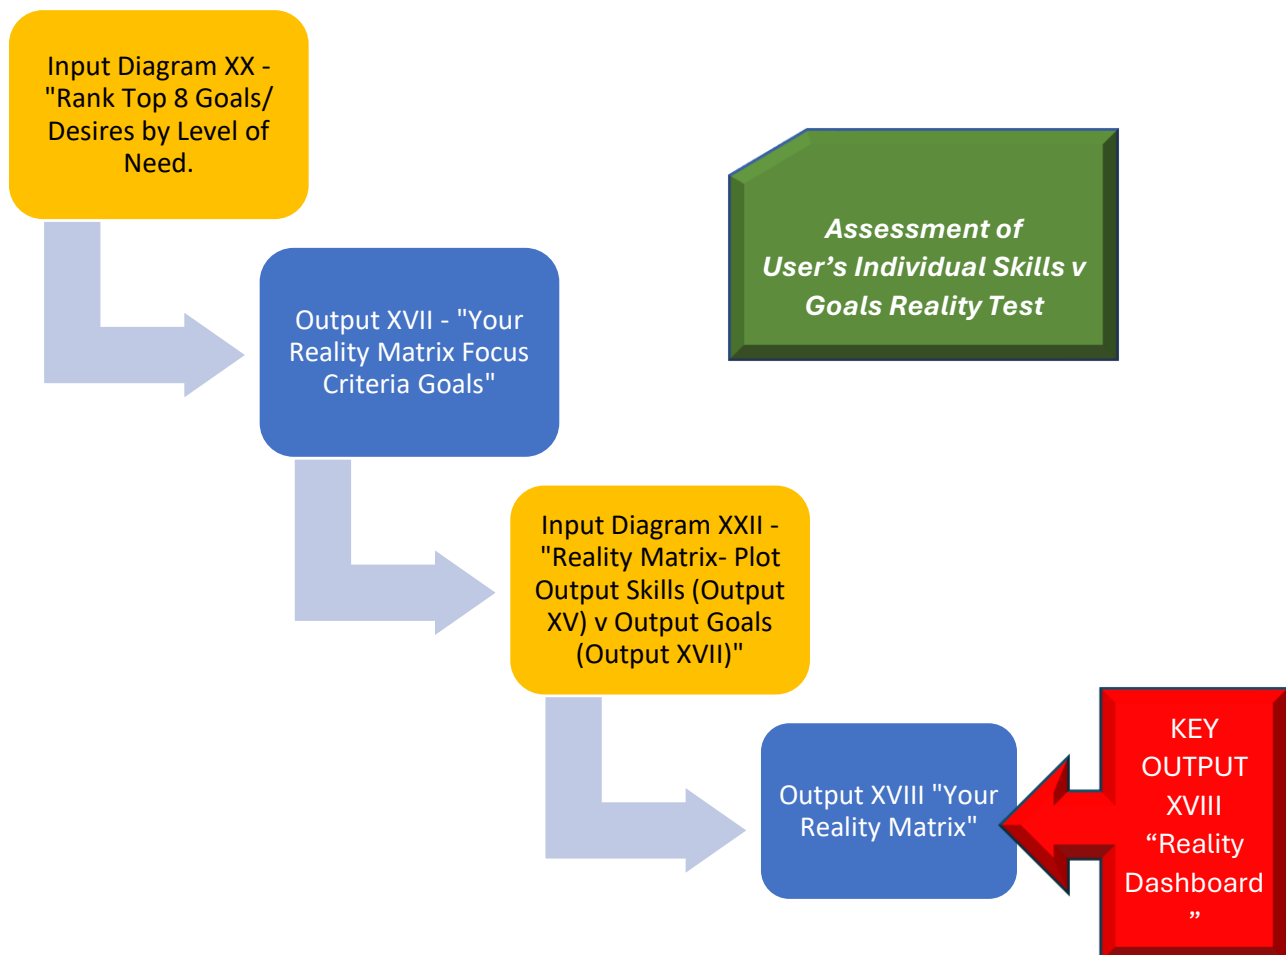 Input Diagram XX -
"Rank Top 8 Goals/
Desires by Level of
Need.
Assessment of
User’s Individual Skills v
Goals Reality Test
Output XVII - "Your
Reality Matrix Focus
Criteria Goals"
Input Diagram XXII -
"Reality Matrix- Plot
Output Skills (Output
XV) v Output Goals
(Output XVII)"
Output XVIII "Your
Reality Matrix"
KEY
OUTPUT
XVIII
“Reality
Dashboard
”